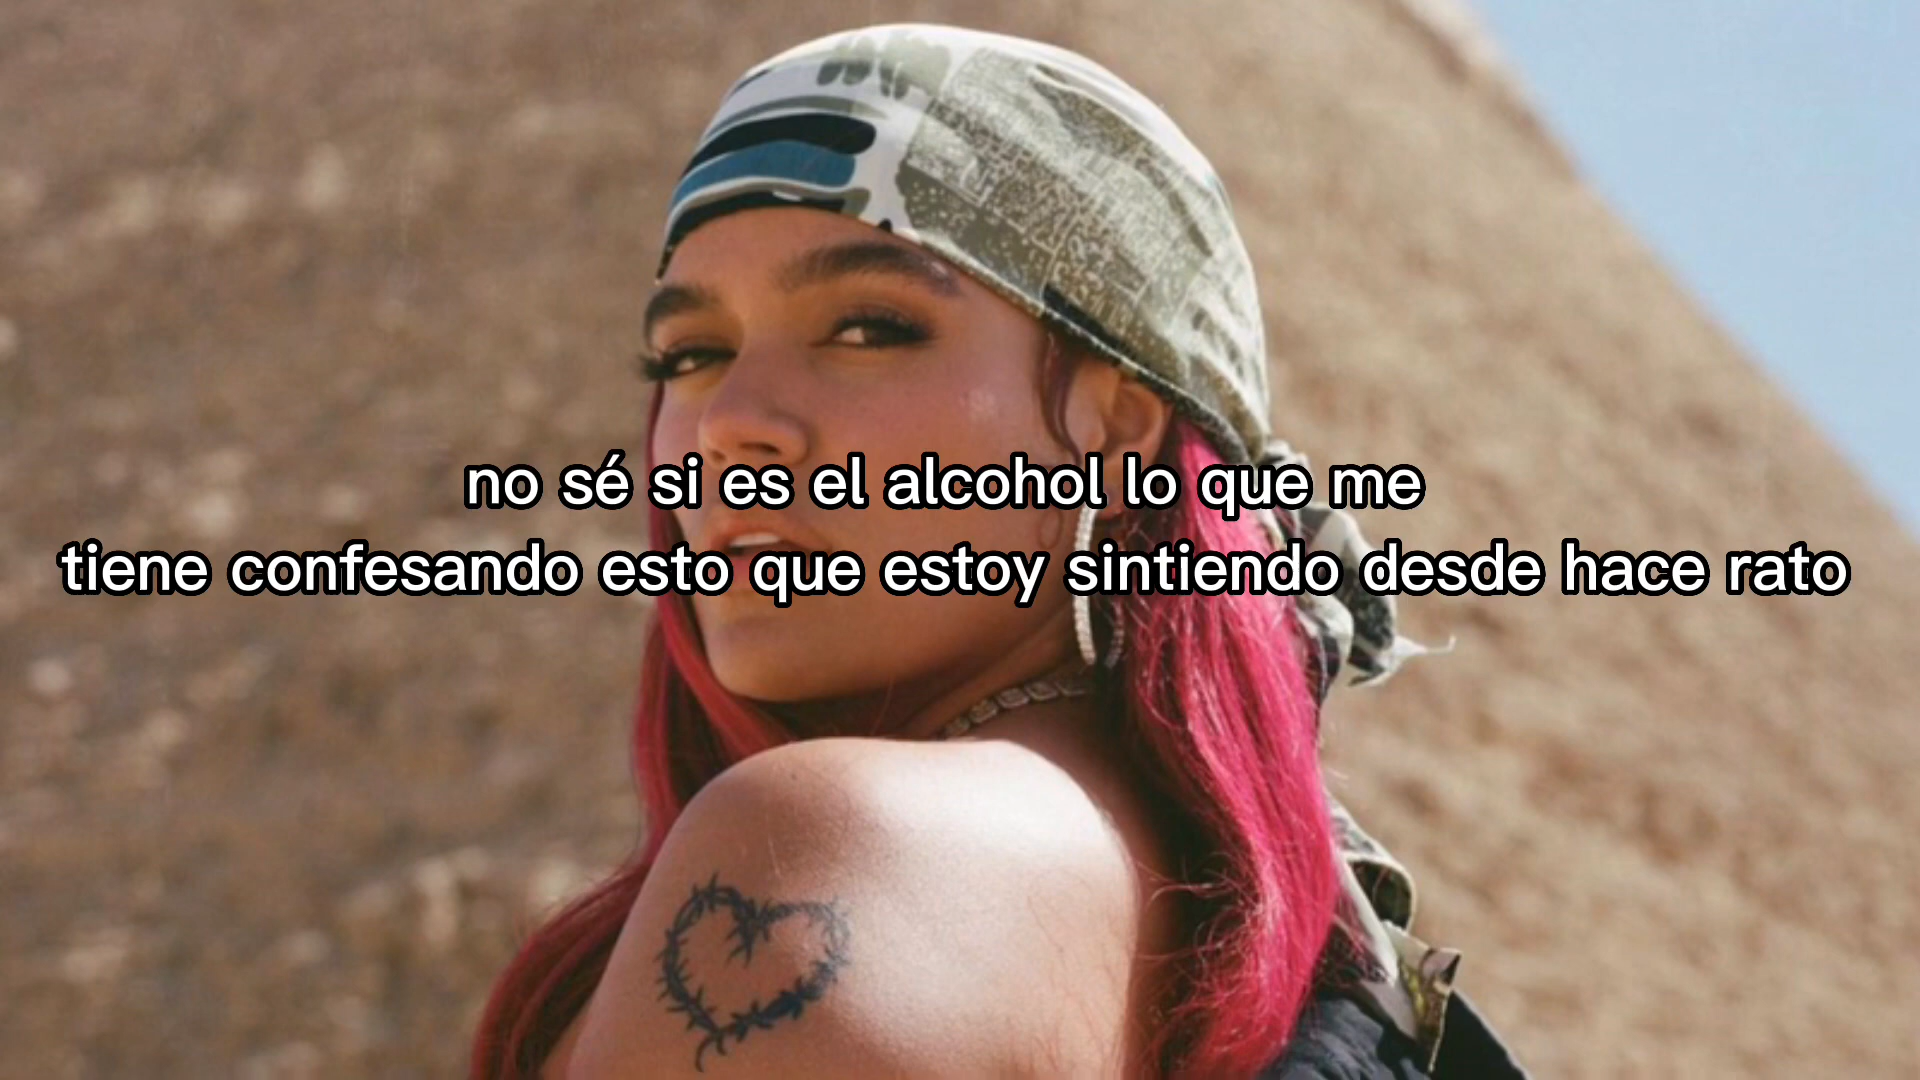 no sé si es el alcohol lo que me
tiene confesando esto que estoy sintiendo desde hace rato